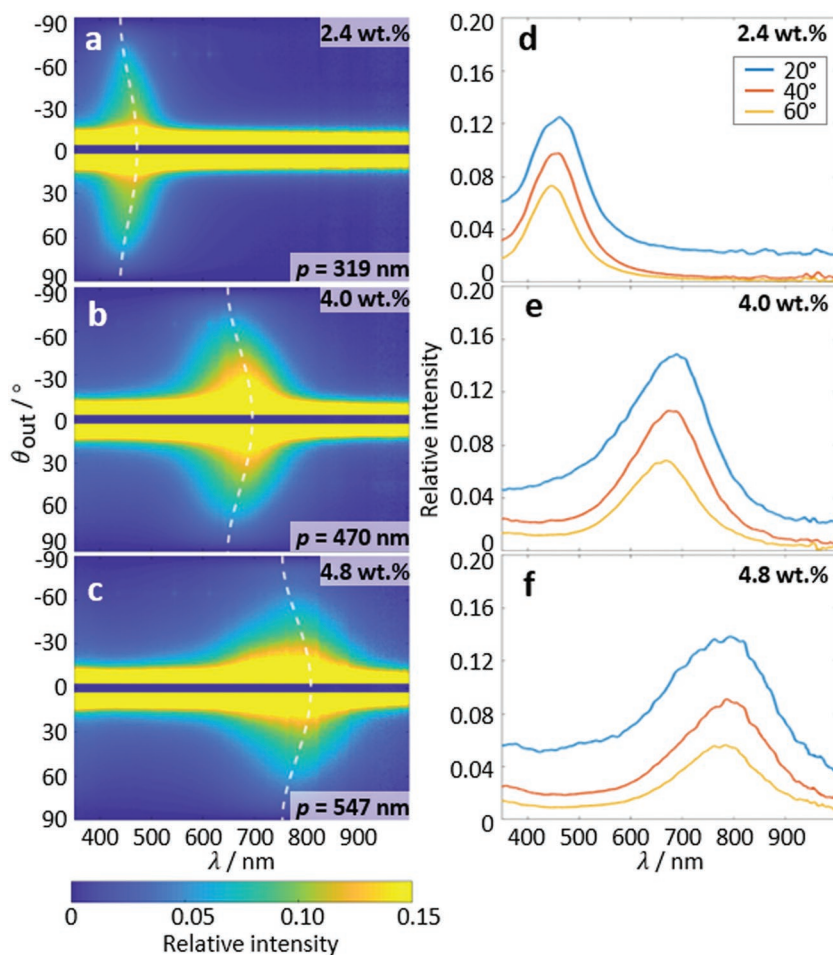 a
2.4 wt.%
-90
-60
-30
0
30
60
90
p = 319 nm
b
4.0 wt.%
-90
-60
-30
0
30
60
90
p = 470 nm
c
4.8 wt.%
-90
-60
-30
0
30
60
90
p = 547 nm
θout / °
400 500 600 700 800 900
λ / nm
0 0.05 0.10 0.15
Relative intensity
d
2.4 wt.%
20°
40°
60°
0.20
0.16
0.12
0.08
0.04
0
e
4.0 wt.%
0.20
0.16
0.12
0.08
0.04
0
f
4.8 wt.%
0.20
0.16
0.12
0.08
0.04
0
Relative intensity
400 500 600 700 800 900
λ / nm